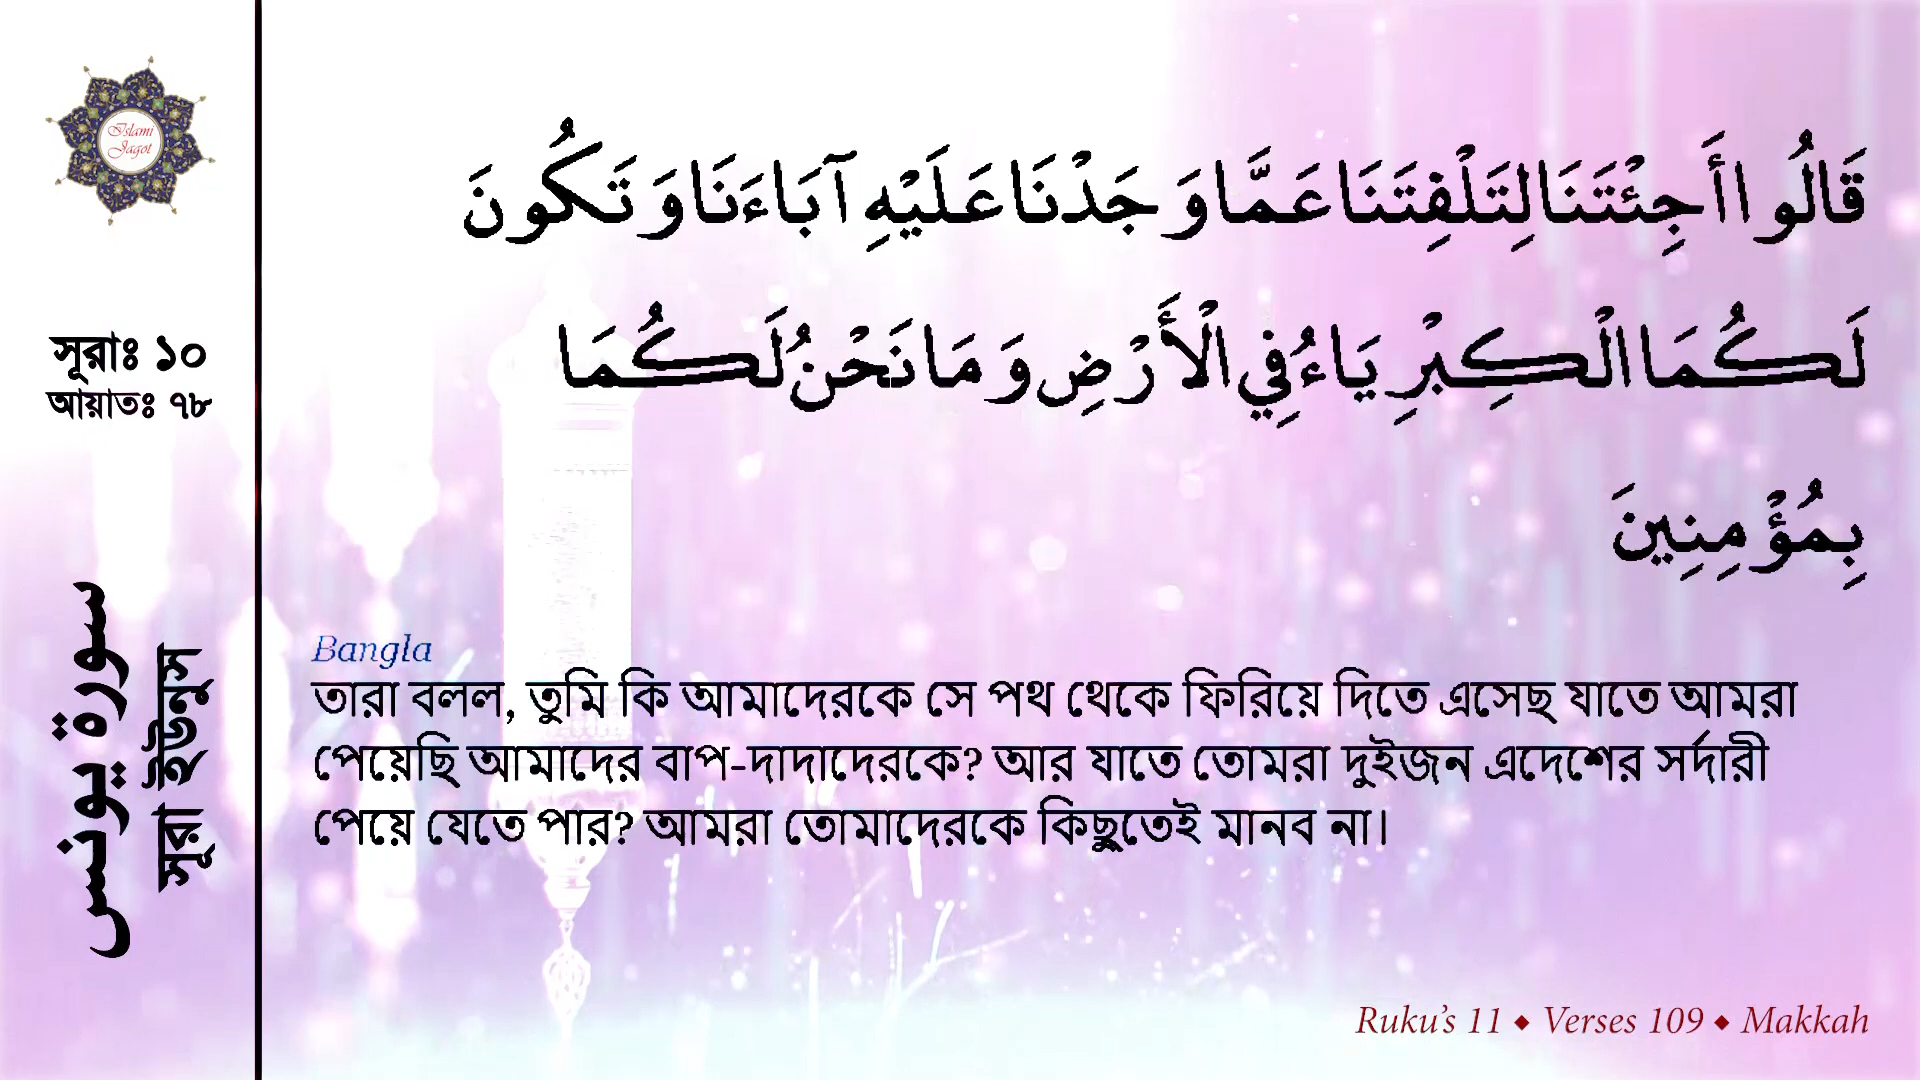 Islami
Jagot
সূরাঃ ১০
আয়াতঃ ৭৮
سورة يونس
সূরা ইউনুস
قَالُوا أَجِئْتَنَا لِتَلْفِتَنَا عَمَّا وَجَدْنَا عَلَيْهِ آبَاءَنَا وَتَكُونَ
لَكُمَا الْكِبْرِيَاءُ فِي الْأَرْضِ وَمَا نَحْنُ لَكُمَا
بِمُؤْمِنِينَ
Bangla
তারা বলল, তুমি কি আমাদেরকে সে পথ থেকে ফিরিয়ে দিতে এসেছ যাতে আমরা
পেয়েছি আমাদের বাপ-দাদাদেরকে? আর যাতে তোমরা দুইজন এদেশের সর্দারী
পেয়ে যেতে পার? আমরা তোমাদেরকে কিছুতেই মানব না।
Ruku's 11 ◆ Verses 109 ◆ Makkah